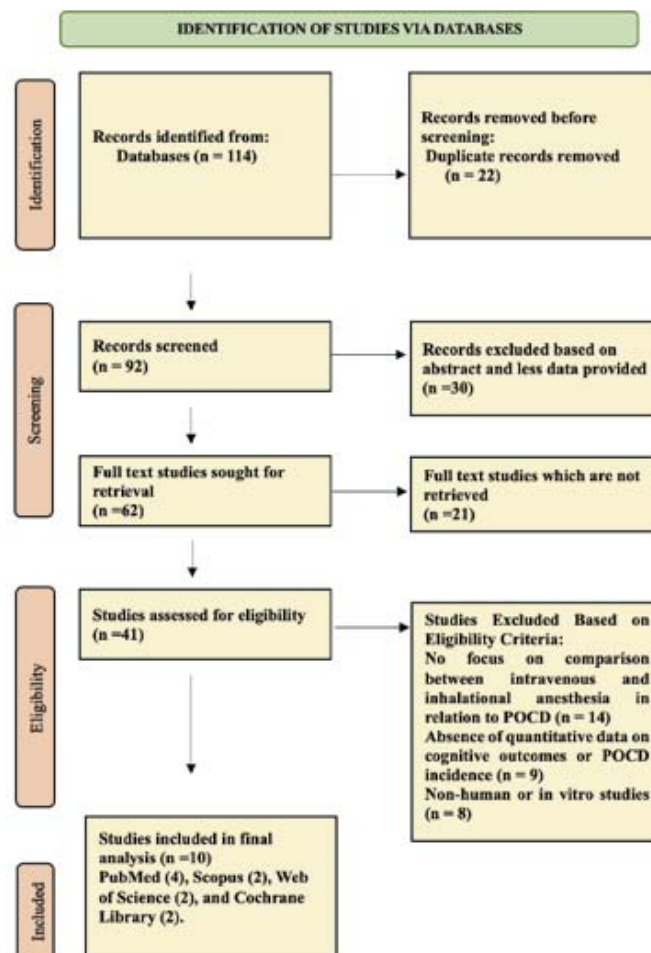 IDENTIFICATION OF STUDIES VIA DATABASES
Identification
Records identified from:
Databases (n = 114)
Records removed before
screening:
Duplicate records removed
(n = 22)
Screening
Records screened
(n = 92)
Records excluded based on
abstract and less data provided
(n =30)
Full text studies sought for
retrieval
(n =62)
Full text studies which are not
retrieved
(n =21)
Eligibility
Studies assessed for eligibility
(n =41)
Studies Excluded Based on
Eligibility Criteria:
No focus on comparison
between intravenous and
inhalational anesthesia in
relation to POCD (n = 14)
Absence of quantitative data on
cognitive outcomes or POCD
incidence (n = 9)
Non-human or in vitro studies
(n = 8)
Included
Studies included in final
analysis (n =10)
PubMed (4), Scopus (2), Web
of Science (2), and Cochrane
Library (2).